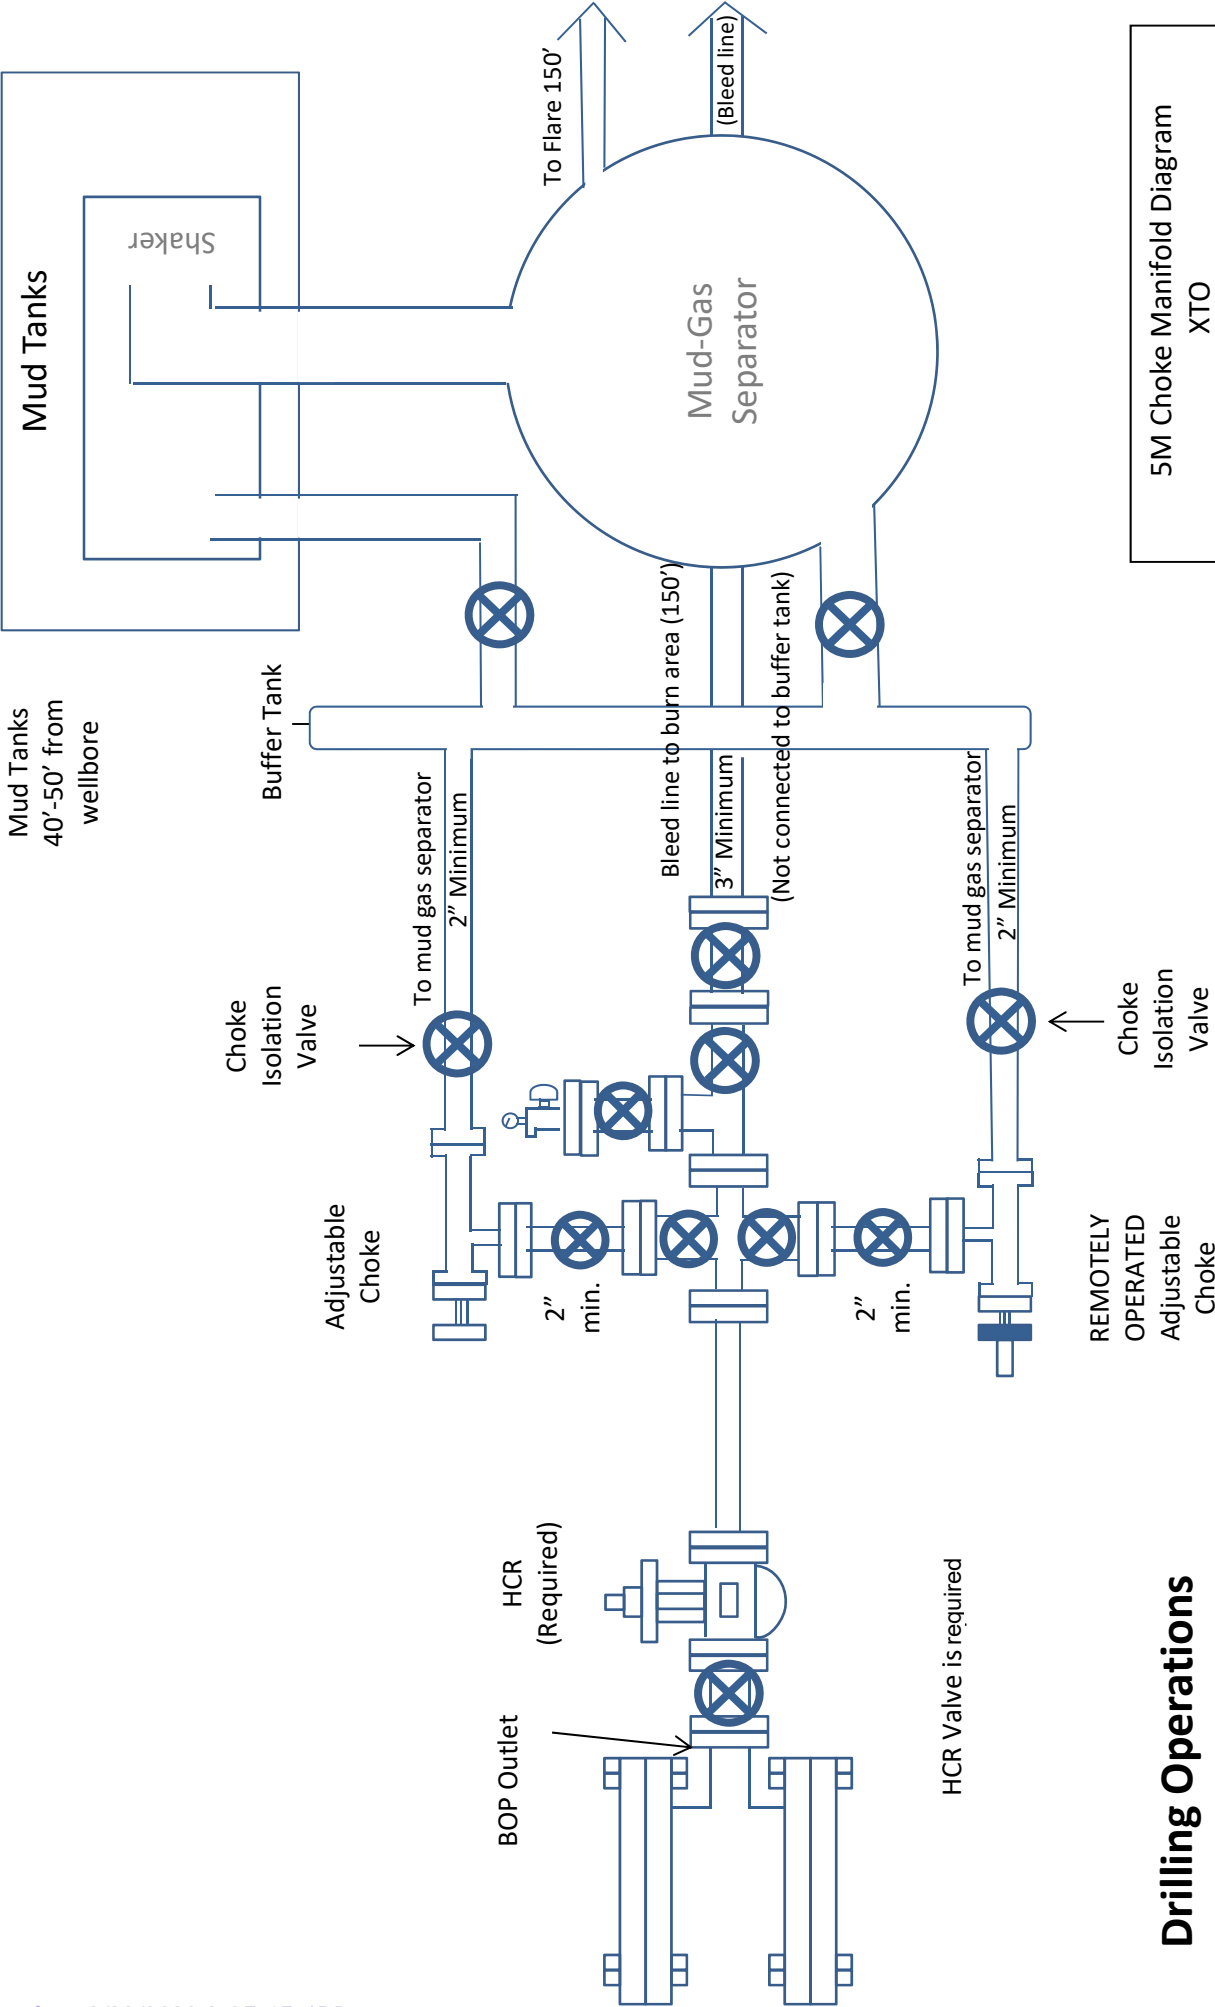 Mud Tanks
40’-50’ from
wellbore
Mud Tanks
Shaker
Buffer Tank
Choke
Isolation
Valve
To mud gas separator
2” Minimum
Adjustable
Choke
To Flare 150’
(Bleed line)
Mud-Gas
Separator
Bleed line to burn area (150’)
3” Minimum
(Not connected to buffer tank)
2”
min.
2”
min.
HCR
(Required)
BOP Outlet
To mud gas separator
2” Minimum
Choke
Isolation
Valve
REMOTELY
OPERATED
Adjustable
Choke
HCR Valve is required
Drilling Operations
5M Choke Manifold Diagram
XTO